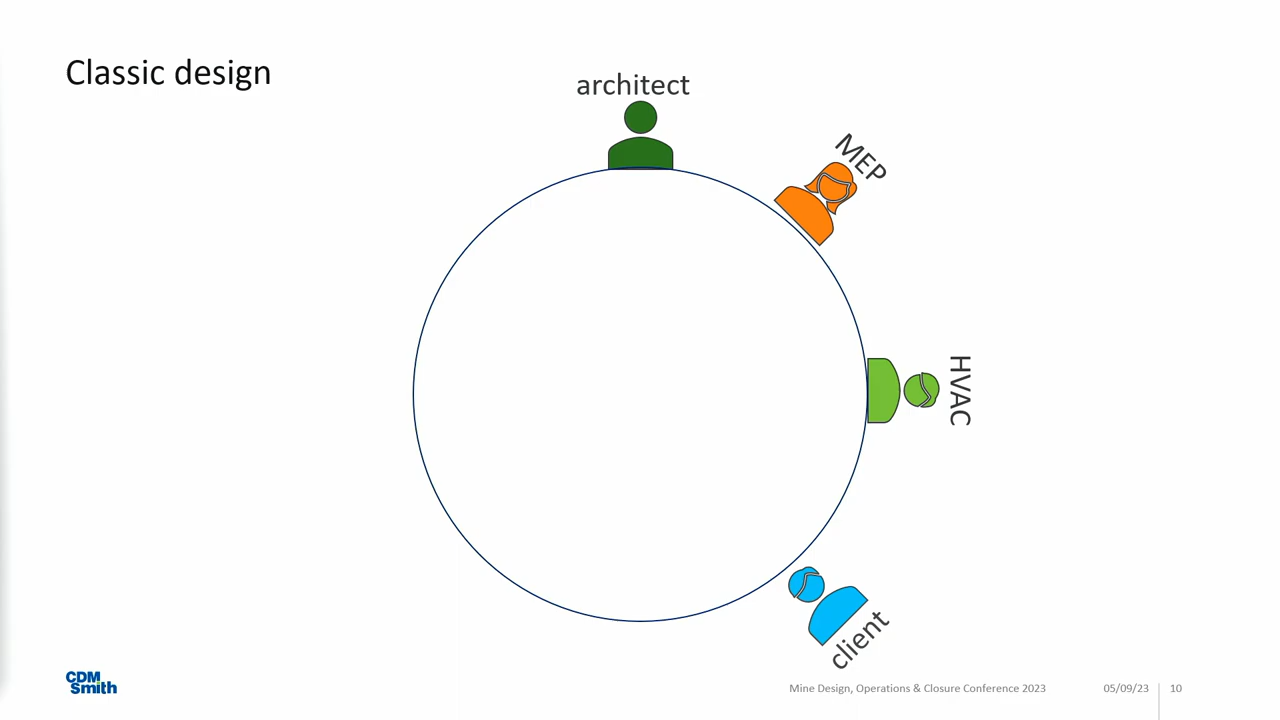 Classic design
architect
MEP
HVAC
client
CDM
Smith
Mine Design, Operations & Closure Conference 2023
05/09/23
10